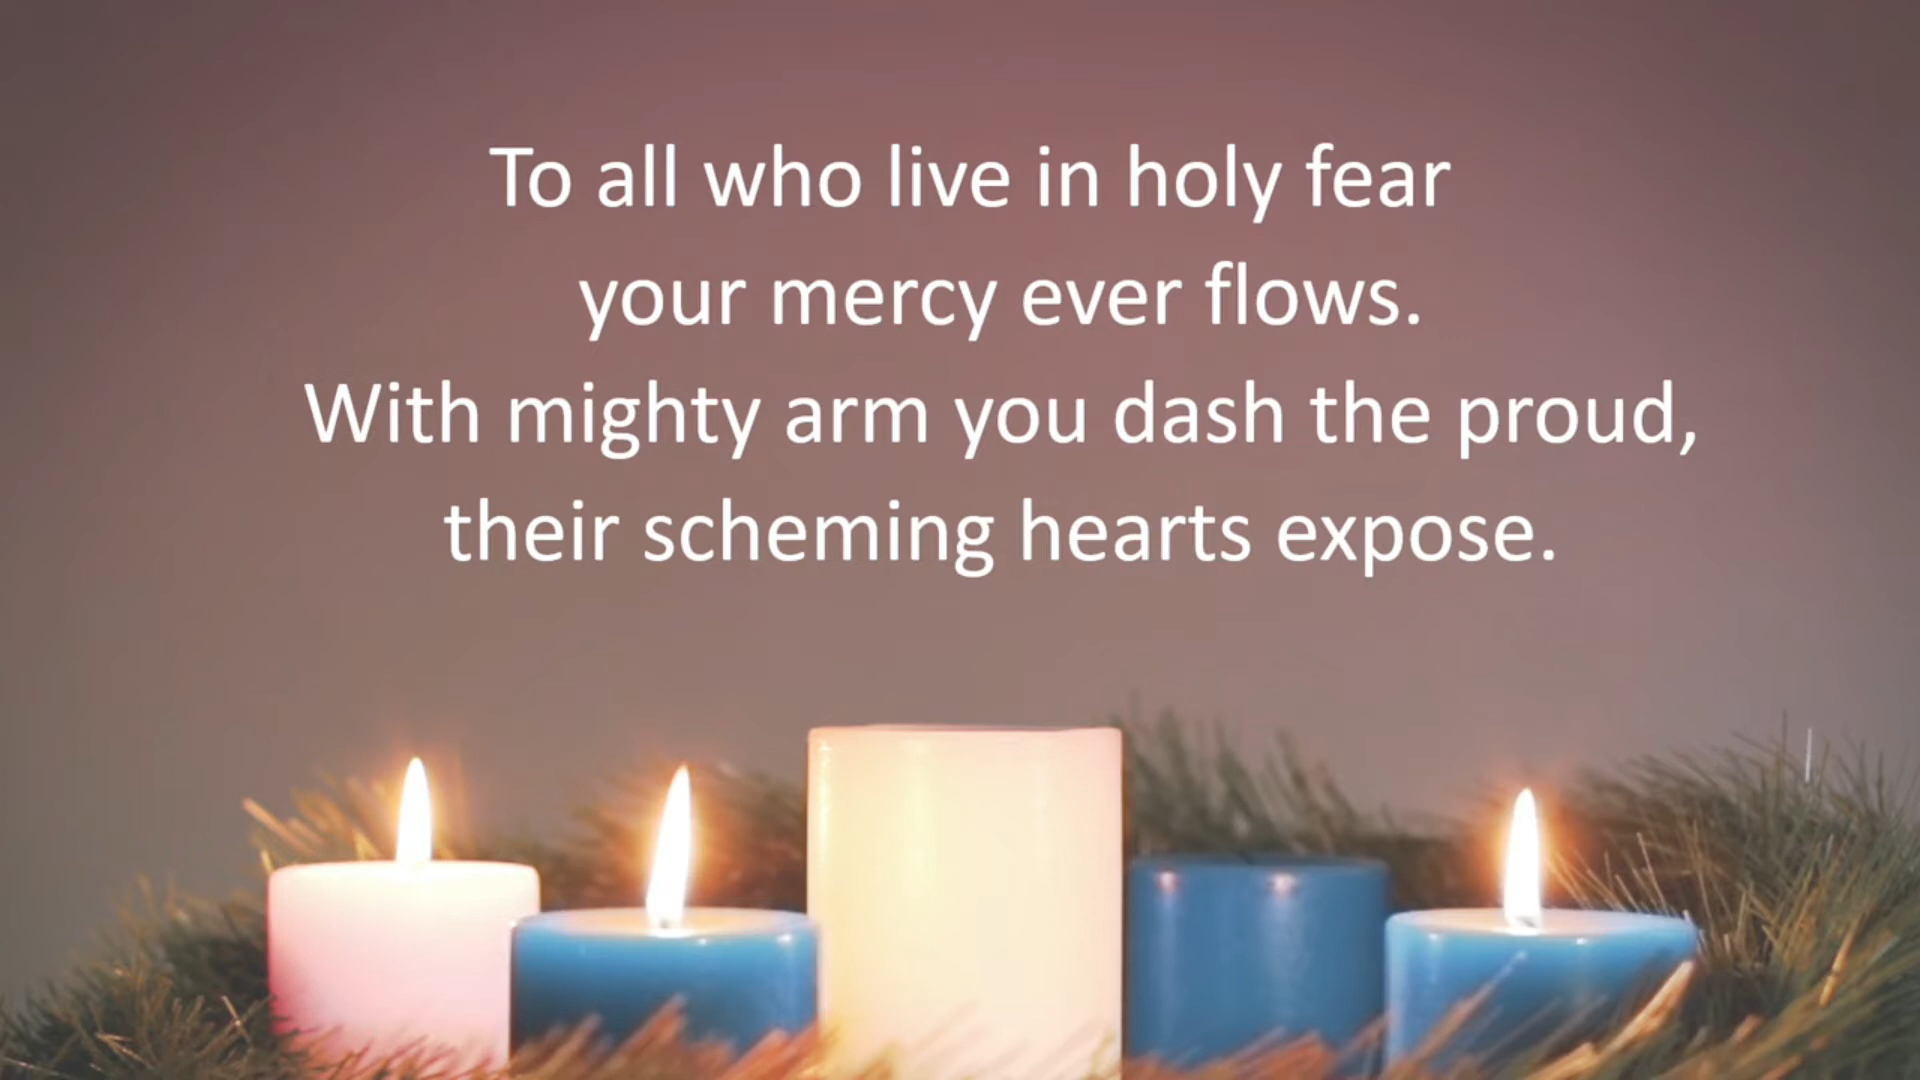 To all who live in holy fear
your mercy ever flows.
With mighty arm you dash the proud,
their scheming hearts expose.